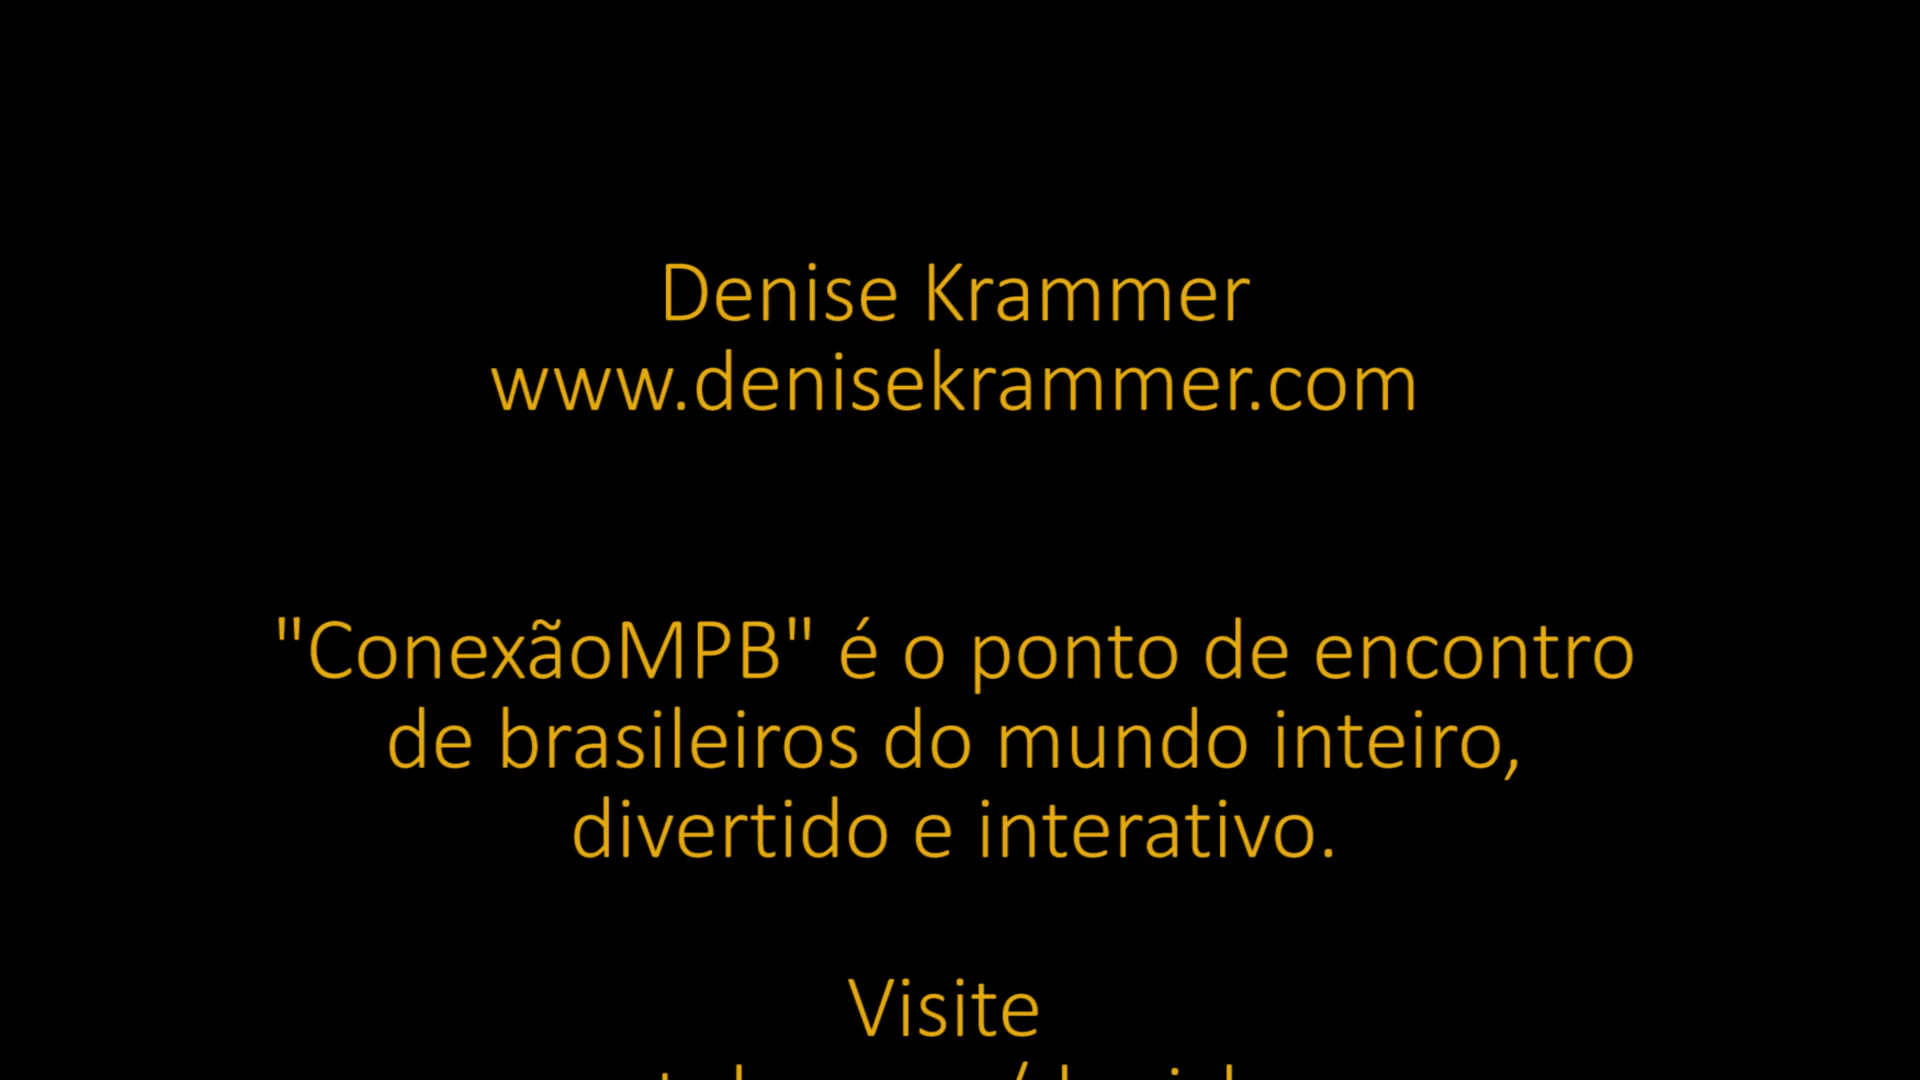 Denise Krammer
www.denisekrammer.com
"ConexãoMPB" é o ponto de encontro
de brasileiros do mundo inteiro,
divertido e interativo.
Visite